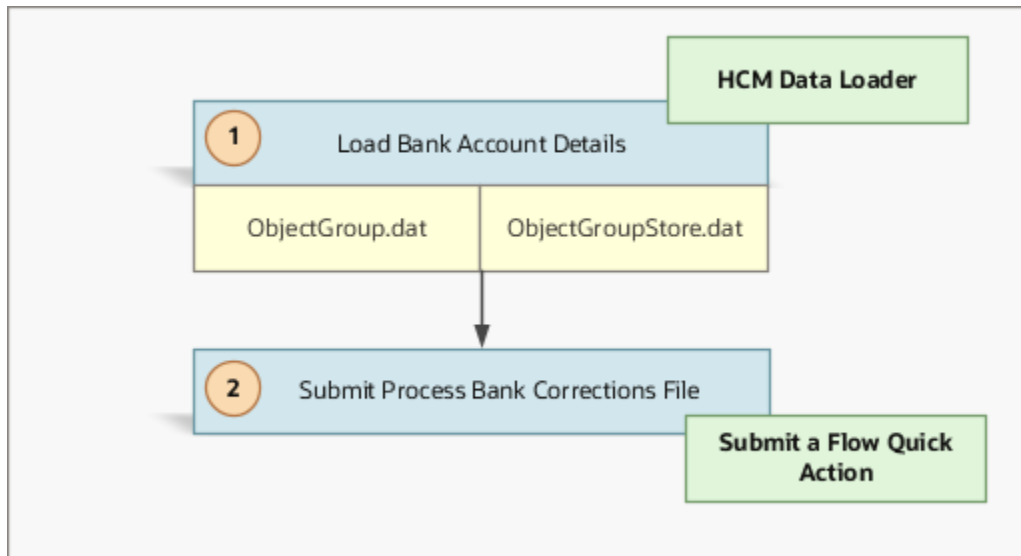 HCM Data Loader
1
Load Bank Account Details
ObjectGroup.dat
ObjectGroupStore.dat
2
Submit Process Bank Corrections File
Submit a Flow Quick
Action